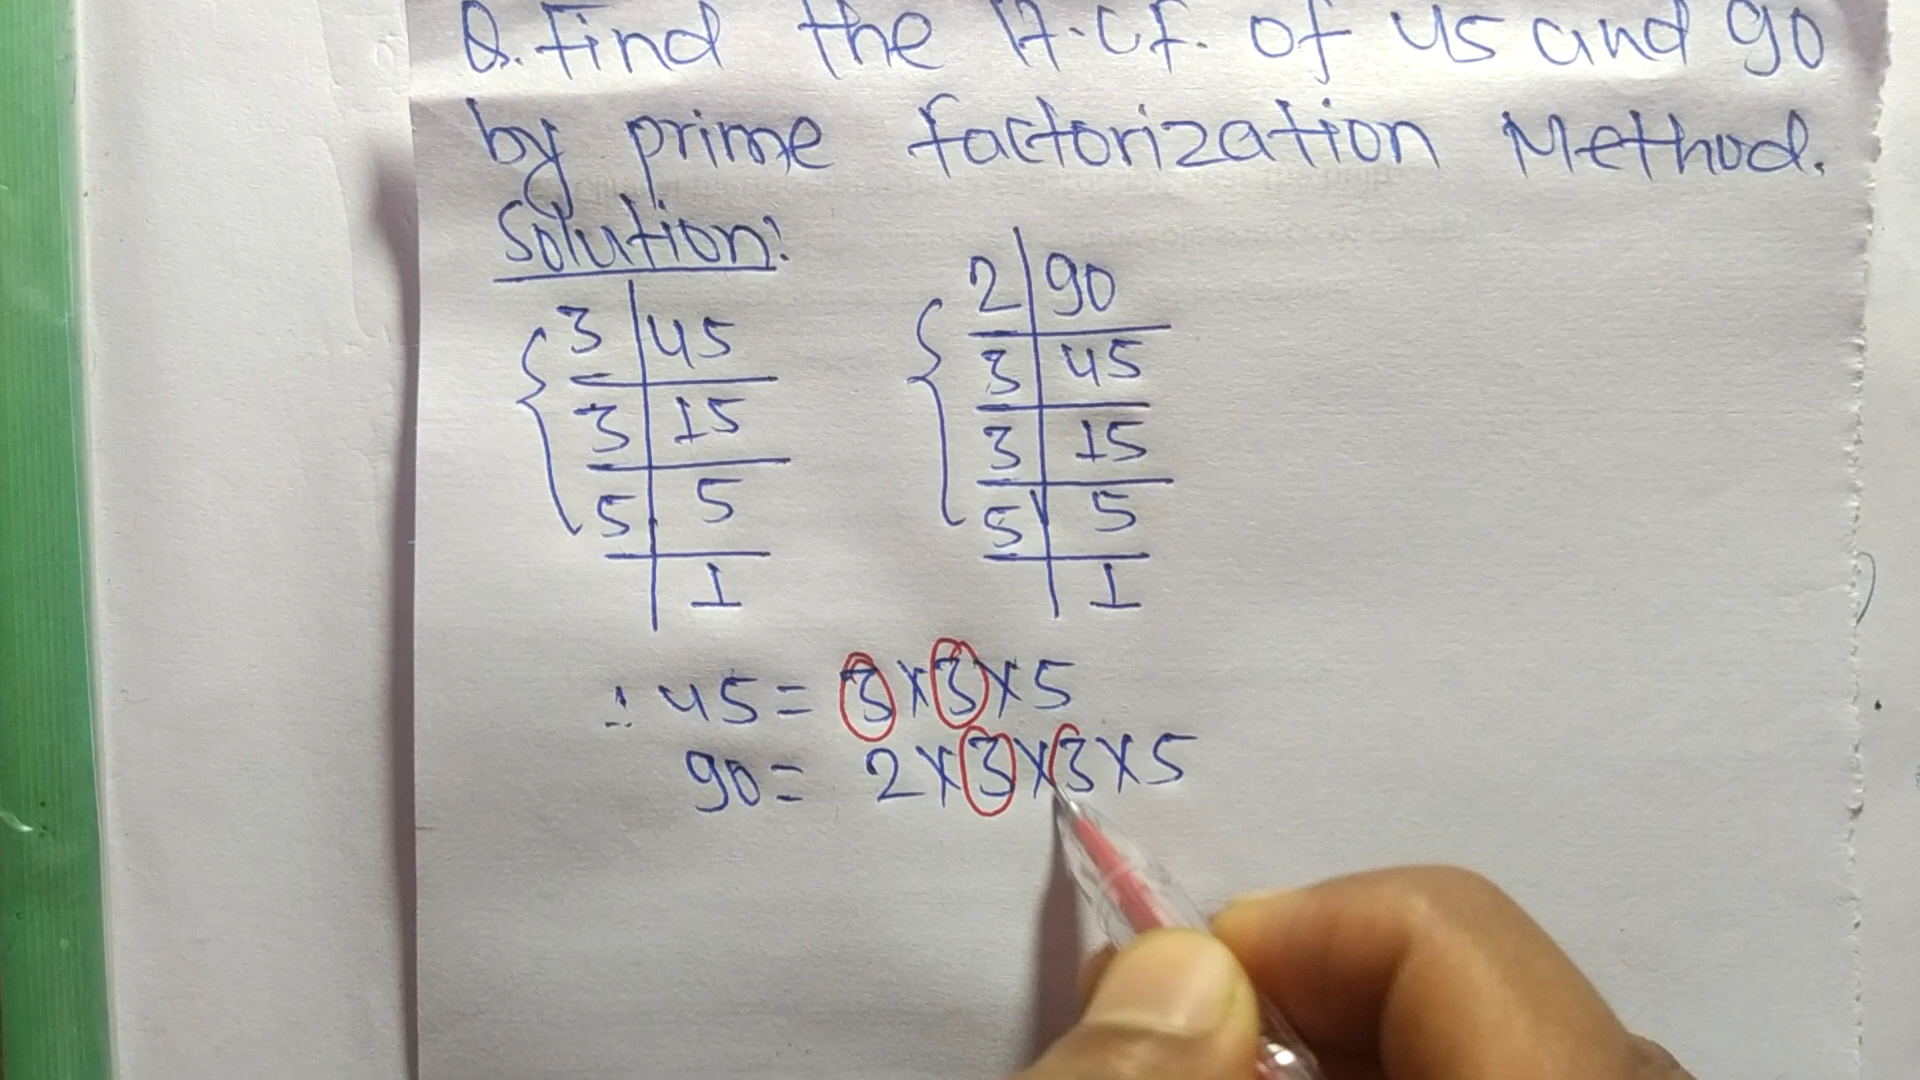 Q. Find the H.C.F. of 45 and 90
by prime factorization Method.
Solution:
3 | 45
3 | 15
5 | 5
1
2 | 90
3 | 45
3 | 15
5 | 5
1
∴ 45 = 3×3×5
90 = 2×3×3×5